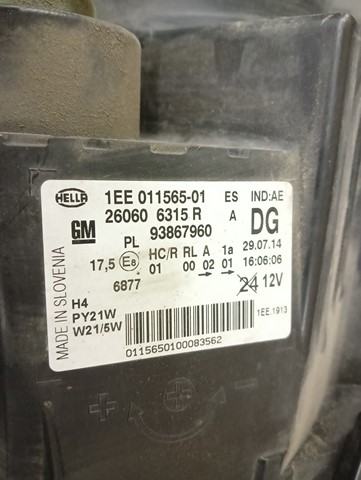 HELLA 1EE 011565-01 ES IND:AE
GM 26060 6315 R A DG
PL 93867960 29.07.14
17,5 E8 HC/R RL A 1a 16:06:06
01 00 02 01
6877 24 12V
MADE IN SLOVENIA
H4
PY21W
W21/5W
0115650100083562
1EE.1913